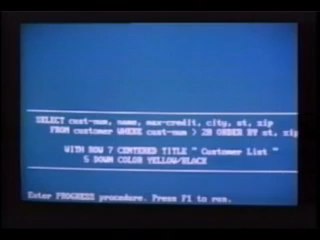 SELECT cust-num, name, max-credit, city, st, zip
FROM customer WHERE cust-num > 20 ORDER BY st, zip
WITH ROW 7 CENTERED TITLE " Customer List "
5 DOWN COLOR YELLOW/BLACK
Enter PROGRESS procedure. Press F1 to run.